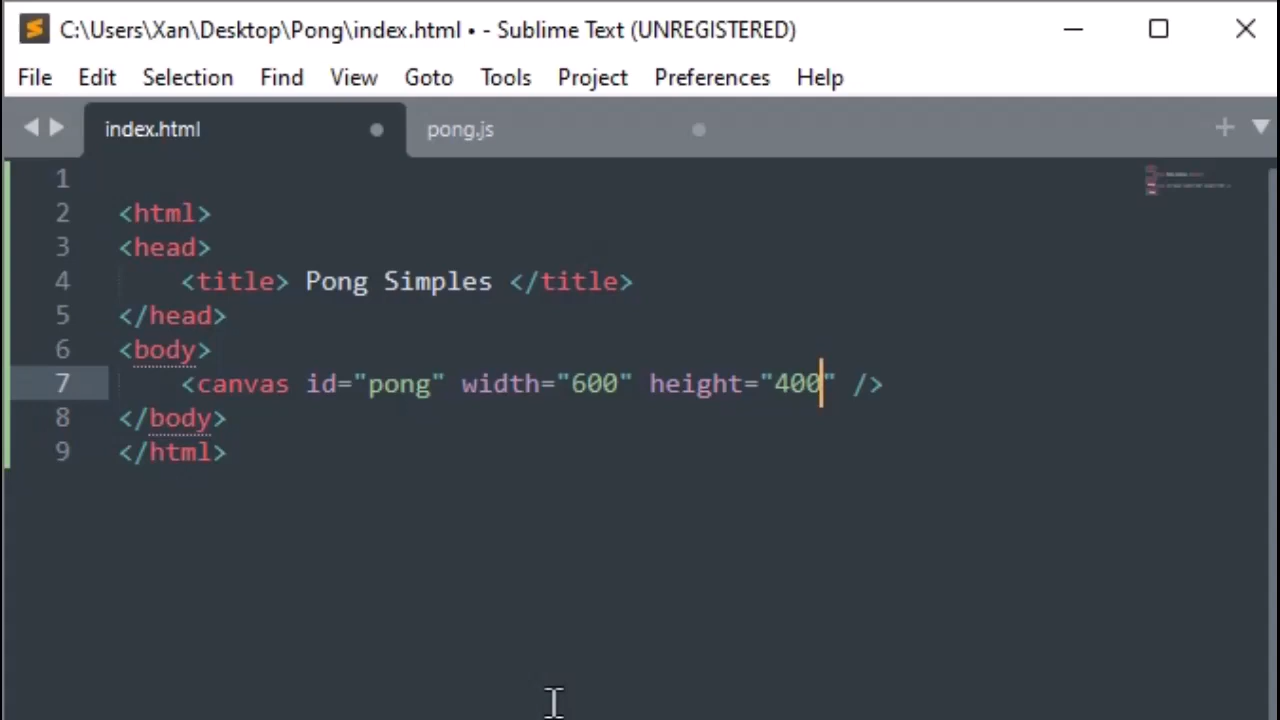 C:\Users\Xan\Desktop\Pong\index.html • - Sublime Text (UNREGISTERED)
File Edit Selection Find View Goto Tools Project Preferences Help
index.html pong.js
1
2 <html>
3 <head>
4 <title> Pong Simples </title>
5 </head>
6 <body>
7 <canvas id="pong" width="600" height="400" />
8 </body>
9 </html>